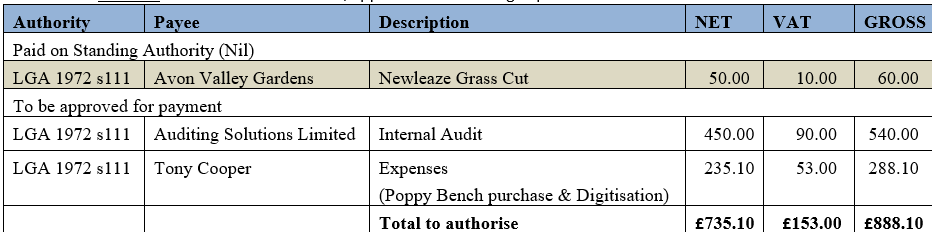 Authority Payee Description NET VAT GROSS
Paid on Standing Authority (Nil)
LGA 1972 s111 Avon Valley Gardens Newleaze Grass Cut 50.00 10.00 60.00
To be approved for payment
LGA 1972 s111 Auditing Solutions Limited Internal Audit 450.00 90.00 540.00
LGA 1972 s111 Tony Cooper Expenses 235.10 53.00 288.10
(Poppy Bench purchase & Digitisation)
Total to authorise £735.10 £153.00 £888.10